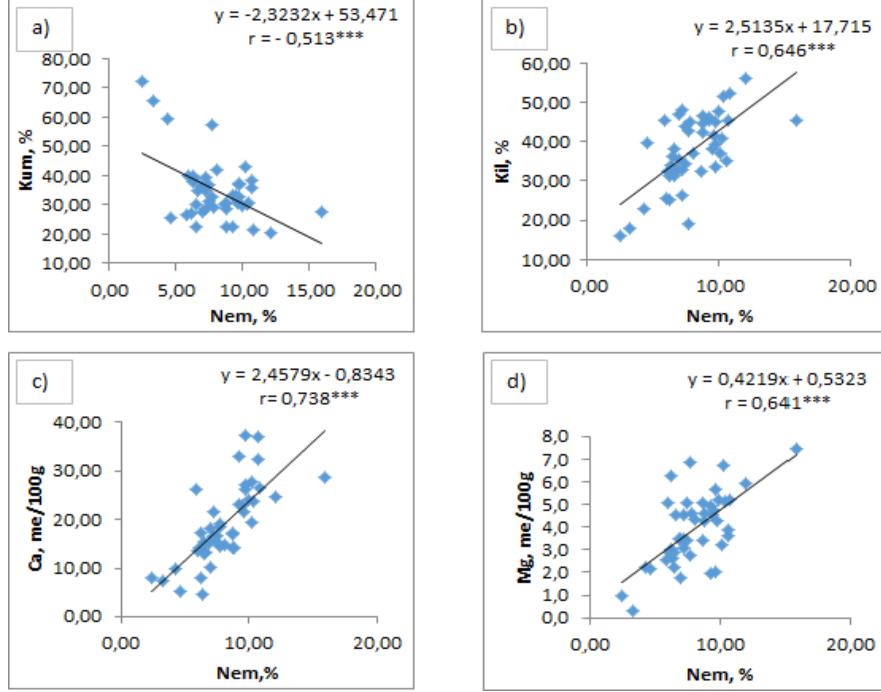 a)
y = -2,3232x + 53,471
r = - 0,513***
80,00
70,00
60,00
50,00
40,00
30,00
20,00
10,00
Kum, %
0,00 5,00 10,00 15,00 20,00
Nem, %
b)
y = 2,5135x + 17,715
r = 0,646***
60,00
50,00
40,00
30,00
20,00
10,00
Kil, %
0,00 10,00 20,00
Nem, %
c)
y = 2,4579x - 0,8343
r= 0,738***
40,00
30,00
20,00
10,00
0,00
Ca, me/100g
0,00 10,00 20,00
Nem,%
d)
y = 0,4219x + 0,5323
r = 0,641***
8,0
7,0
6,0
5,0
4,0
3,0
2,0
1,0
0,0
Mg, me/100g
0,00 10,00 20,00
Nem, %